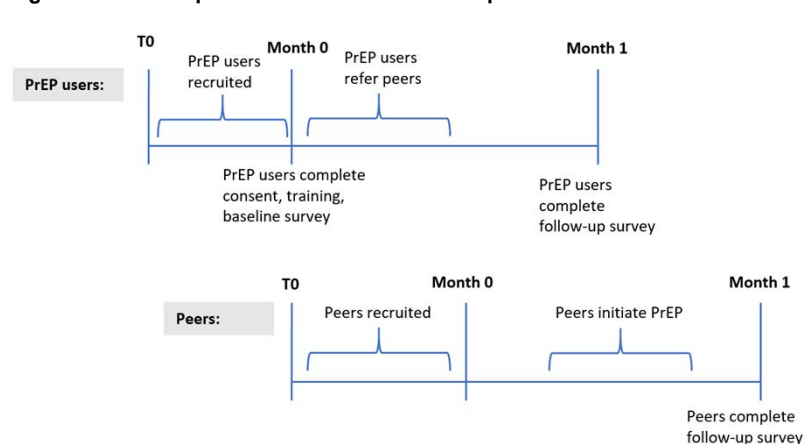 T0
Month 0
Month 1
PrEP users:
PrEP users
recruited
PrEP users
refer peers
PrEP users complete
consent, training,
baseline survey
PrEP users
complete
follow-up survey
T0
Month 0
Month 1
Peers:
Peers recruited
Peers initiate PrEP
Peers complete
follow-up survey